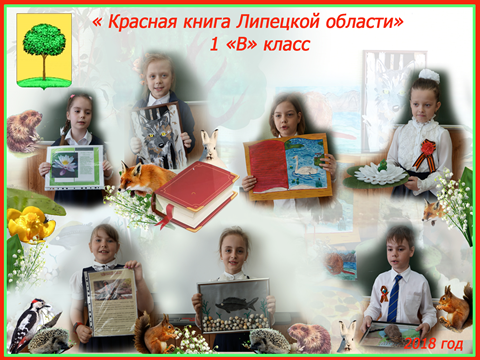 « Красная книга Липецкой области»
1 «В» класс
2018 год